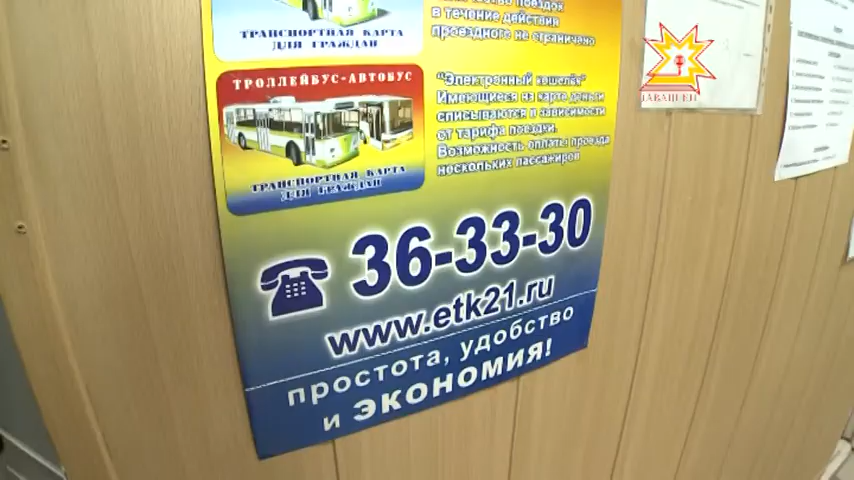 ТРАНСПОРТНАЯ КАРТА
ДЛЯ ГРАЖДАН
поездок
в течение действия
проездного не ограничено
ТРОЛЛЕЙБУС-АВТОБУС
ТРАНСПОРТНАЯ КАРТА
ДЛЯ ГРАЖДАН
"Электронный кошелёк"
Имеющиеся на карте деньги
списываются в зависимости
от тарифа поездки.
Возможность оплаты проезда
нескольких пассажиров
36-33-30
www.etk21.ru
простота, удобство
и ЭКОНОМИЯ!